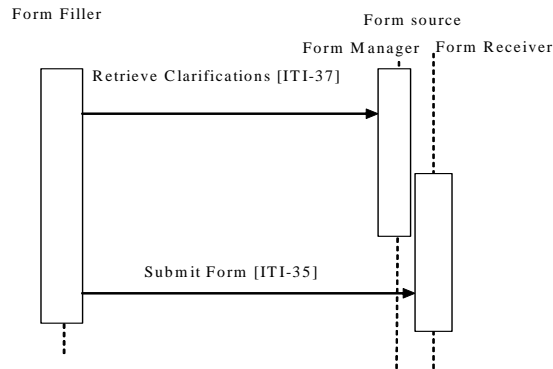 Form Filler
Form source
Form Manager
Form Receiver
Retrieve Clarifications [ITI-37]
Submit Form [ITI-35]